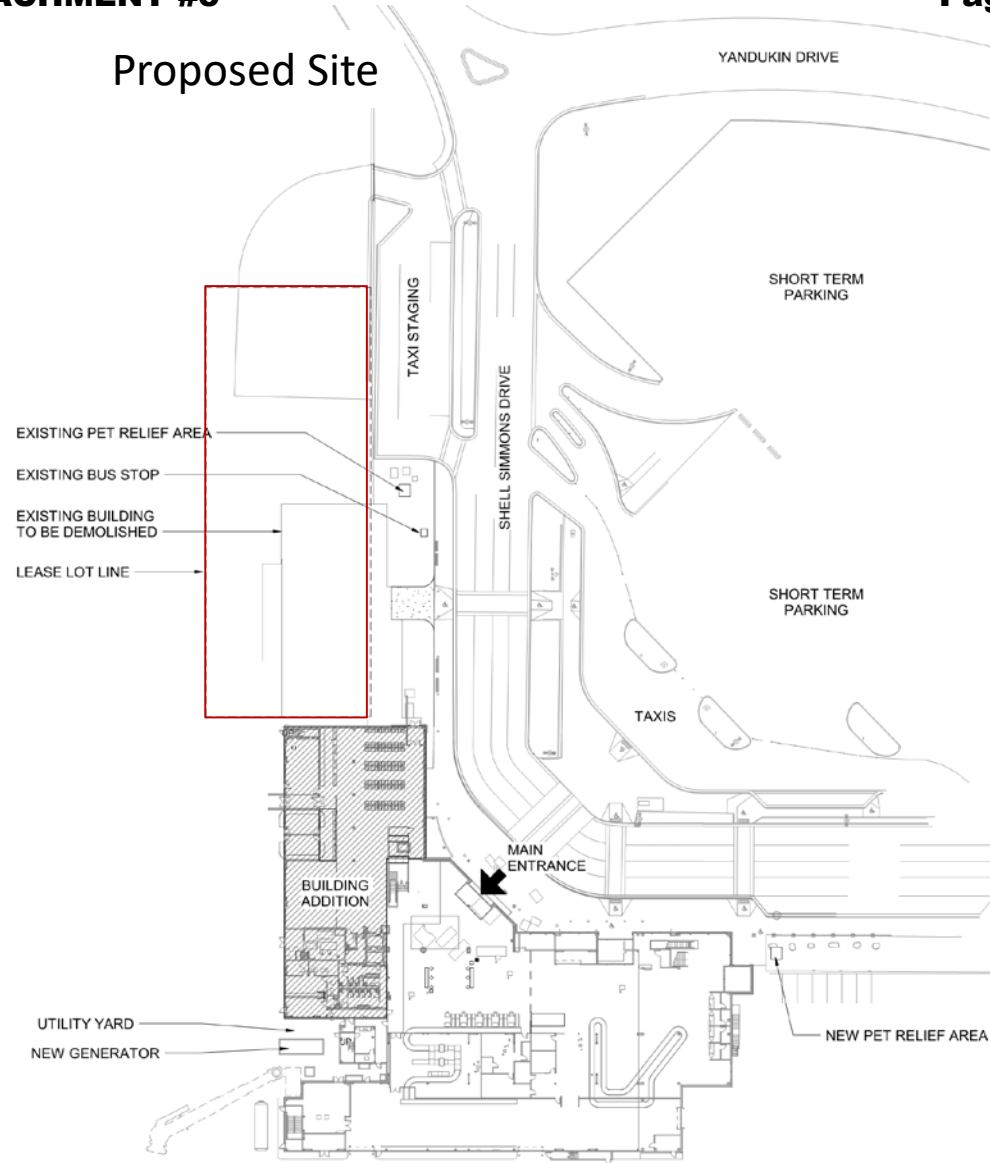 Proposed Site
YANDUKIN DRIVE
SHORT TERM
PARKING
TAXI STAGING
SHELL SIMMONS DRIVE
EXISTING PET RELIEF AREA
EXISTING BUS STOP
EXISTING BUILDING
TO BE DEMOLISHED
LEASE LOT LINE
SHORT TERM
PARKING
TAXIS
MAIN
ENTRANCE
BUILDING
ADDITION
UTILITY YARD
NEW GENERATOR
NEW PET RELIEF AREA